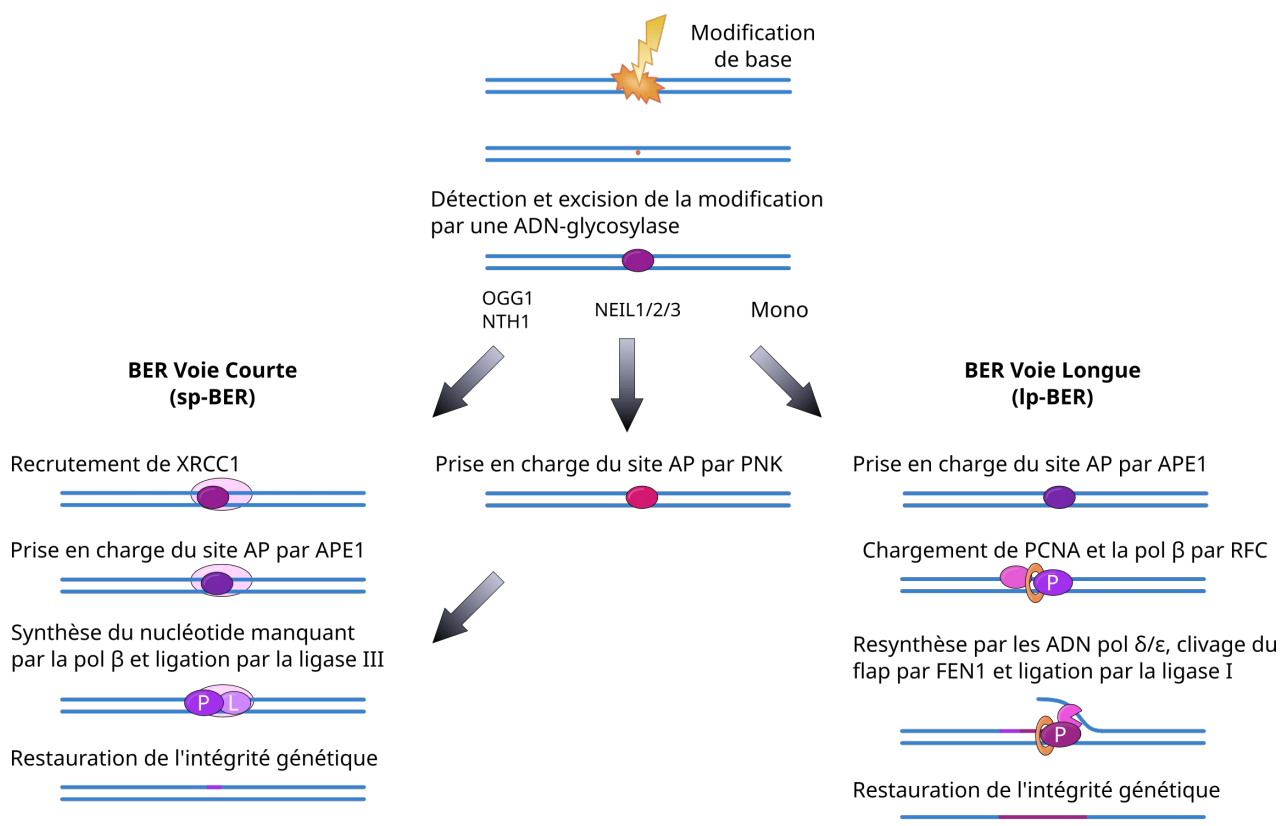 Modification
de base
Détection et excision de la modification
par une ADN-glycosylase
OGG1
NTH1
NEIL1/2/3
Mono
BER Voie Courte
(sp-BER)
BER Voie Longue
(lp-BER)
Recrutement de XRCC1
Prise en charge du site AP par PNK
Prise en charge du site AP par APE1
Prise en charge du site AP par APE1
Chargement de PCNA et la pol β par RFC
P
Synthèse du nucléotide manquant
par la pol β et ligation par la ligase III
P L
Resynthèse par les ADN pol δ/ε, clivage du
flap par FEN1 et ligation par la ligase I
P
Restauration de l'intégrité génétique
Restauration de l'intégrité génétique